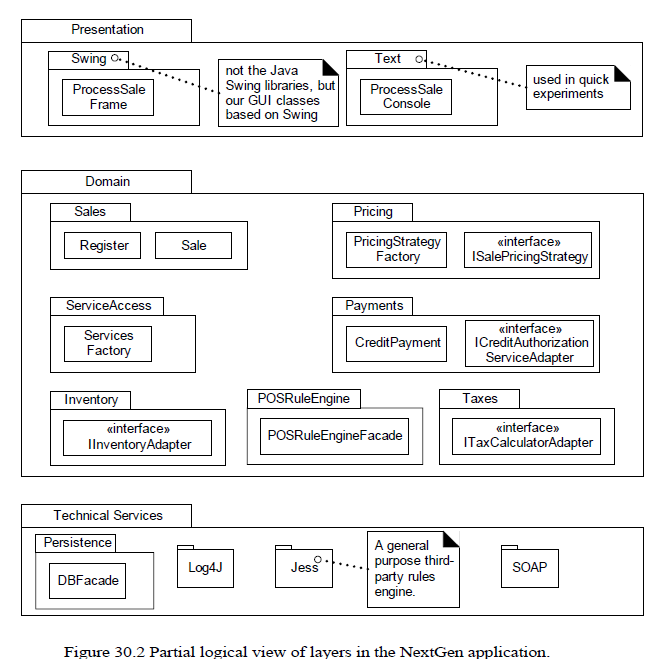 Presentation
Swing
ProcessSale
Frame
not the Java
Swing libraries, but
our GUI classes
based on Swing
Text
ProcessSale
Console
used in quick
experiments
Domain
Sales
Register
Sale
Pricing
PricingStrategy
Factory
«interface»
ISalePricingStrategy
ServiceAccess
Services
Factory
Payments
CreditPayment
«interface»
ICreditAuthorization
ServiceAdapter
Inventory
«interface»
IInventoryAdapter
POSRuleEngine
POSRuleEngineFacade
Taxes
«interface»
ITaxCalculatorAdapter
Technical Services
Persistence
DBFacade
Log4J
Jess
A general
purpose third-
party rules
engine.
SOAP
Figure 30.2 Partial logical view of layers in the NextGen application.